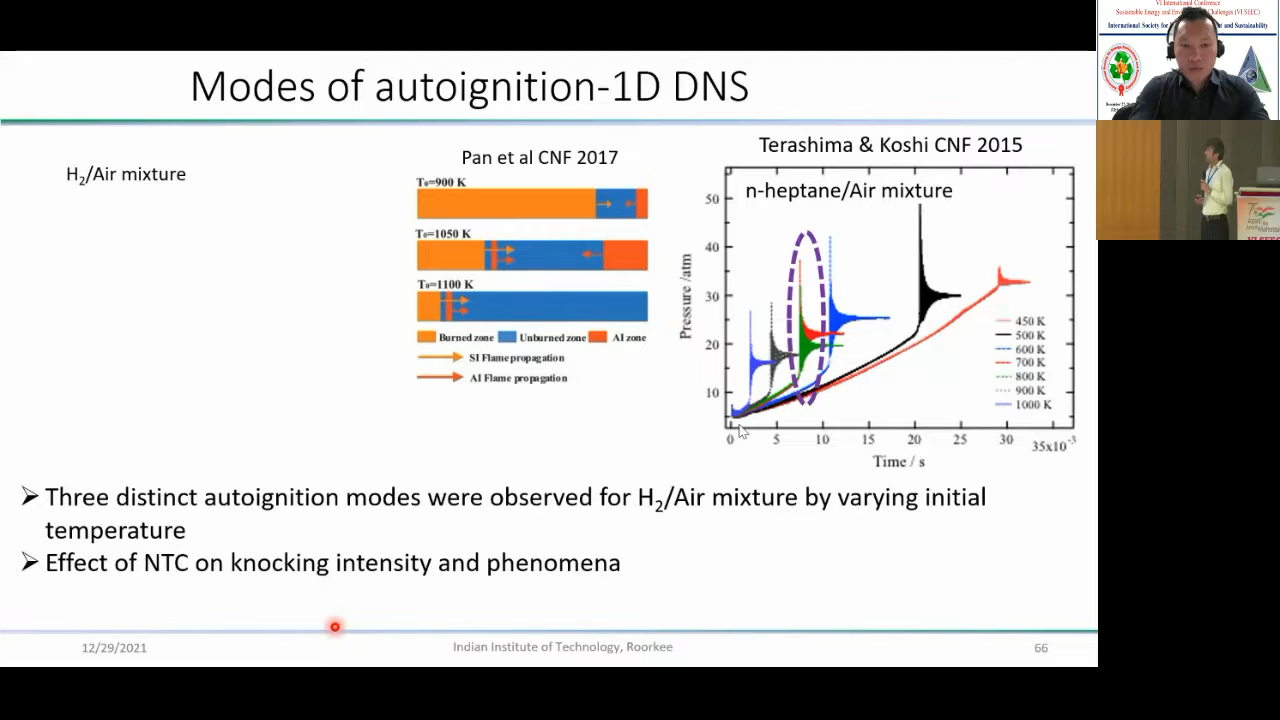 Modes of autoignition-1D DNS
H₂/Air mixture
Pan et al CNF 2017
T₀=900 K
T₀=1050 K
T₀=1100 K
Burned zone
Unburned zone
AI zone
SI Flame propagation
AI Flame propagation
Terashima & Koshi CNF 2015
n-heptane/Air mixture
Pressure /atm
50
40
30
20
10
450 K
500 K
600 K
700 K
800 K
900 K
1000 K
0 5 10 15 20 25 30 35x10⁻³
Time / s
➢ Three distinct autoignition modes were observed for H₂/Air mixture by varying initial
temperature
➢ Effect of NTC on knocking intensity and phenomena
12/29/2021
Indian Institute of Technology, Roorkee
66
VI International Conference
Sustainable Energy and
Challenges (VI SEEC)
International Society for
and Sustainability